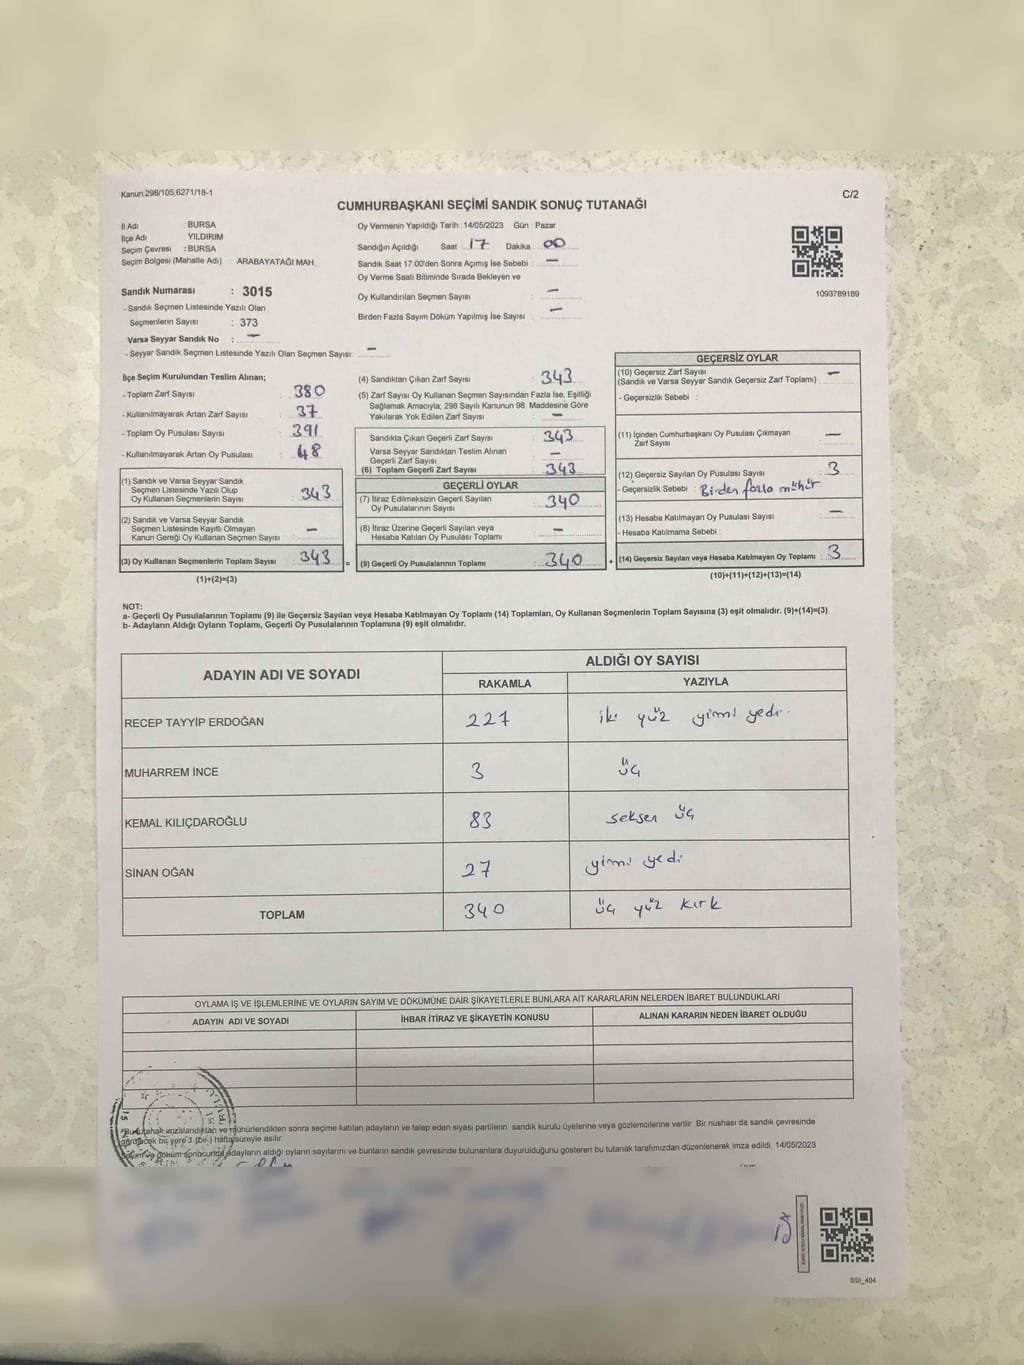 Kanun:298/105,6271/18-1
C/2
CUMHURBAŞKANI SEÇİMİ SANDIK SONUÇ TUTANAĞI
İl Adı BURSA
İlçe Adı YILDIRIM
Seçim Çevresi : BURSA
Seçim Bölgesi (Mahalle Adı) : ARABAYATAĞI MAH.
Sandık Numarası : 3015
- Sandık Seçmen Listesinde Yazılı Olan
Seçmenlerin Sayısı : 373
Varsa Seyyar Sandık No : —
- Seyyar Sandık Seçmen Listesinde Yazılı Olan Seçmen Sayısı: —
Oy Vermenin Yapıldığı Tarih :14/05/2023 Gün : Pazar
Sandığın Açıldığı Saat : 17 Dakika : 00
Sandık Saat 17:00'den Sonra Açılmış İse Sebebi : —
Oy Verme Saati Bitiminde Sırada Bekleyen ve
Oy Kullandırılan Seçmen Sayısı : —
Birden Fazla Sayım Döküm Yapılmış İse Sayısı : —
1093789189
İlçe Seçim Kurulundan Teslim Alınan;
- Toplam Zarf Sayısı : 380
- Kullanılmayarak Artan Zarf Sayısı : 37
- Toplam Oy Pusulası Sayısı : 391
- Kullanılmayarak Artan Oy Pusulası : 48
(1) Sandık ve Varsa Seyyar Sandık
Seçmen Listesinde Yazılı Olup
Oy Kullanan Seçmenlerin Sayısı : 343
(2) Sandık ve Varsa Seyyar Sandık
Seçmen Listesinde Kayıtlı Olmayan
Kanun Gereği Oy Kullanan Seçmen Sayısı : —
(3) Oy Kullanan Seçmenlerin Toplam Sayısı : 343
(1)+(2)=(3)
(4) Sandıktan Çıkan Zarf Sayısı : 343
(5) Zarf Sayısı Oy Kullanan Seçmen Sayısından Fazla İse, Eşitliği
Sağlamak Amacıyla; 298 Sayılı Kanunun 98. Maddesine Göre
Yakılarak Yok Edilen Zarf Sayısı : —
Sandıkta Çıkan Geçerli Zarf Sayısı : 343
Varsa Seyyar Sandıktan Teslim Alınan
Geçerli Zarf Sayısı : —
(6) Toplam Geçerli Zarf Sayısı : 343
GEÇERLİ OYLAR
(7) İtiraz Edilmeksizin Geçerli Sayılan
Oy Pusulalarının Sayısı : 340
(8) İtiraz Üzerine Geçerli Sayılan veya
Hesaba Katılan Oy Pusulası Toplamı : —
= (9) Geçerli Oy Pusulalarının Toplamı : 340 +
GEÇERSİZ OYLAR
(10) Geçersiz Zarf Sayısı —
(Sandık ve Varsa Seyyar Sandık Geçersiz Zarf Toplamı) :
- Geçersizlik Sebebi :
(11) İçinden Cumhurbaşkanı Oy Pusulası Çıkmayan
Zarf Sayısı : —
(12) Geçersiz Sayılan Oy Pusulası Sayısı : 3
- Geçersizlik Sebebi : Birden fazla mühür
(13) Hesaba Katılmayan Oy Pusulası Sayısı : —
- Hesaba Katılmama Sebebi :
(14) Geçersiz Sayılan veya Hesaba Katılmayan Oy Toplamı : 3
(10)+(11)+(12)+(13)=(14)
NOT:
a- Geçerli Oy Pusulalarının Toplamı (9) ile Geçersiz Sayılan veya Hesaba Katılmayan Oy Toplamı (14) Toplamları, Oy Kullanan Seçmenlerin Toplam Sayısına (3) eşit olmalıdır. (9)+(14)=(3)
b- Adayların Aldığı Oyların Toplamı, Geçerli Oy Pusulalarının Toplamına (9) eşit olmalıdır.
ADAYIN ADI VE SOYADI ALDIĞI OY SAYISI
RAKAMLA YAZIYLA
RECEP TAYYİP ERDOĞAN 227 iki yüz yirmi yedi
MUHARREM İNCE 3 üç
KEMAL KILIÇDAROĞLU 83 seksen üç
SİNAN OĞAN 27 yirmi yedi
TOPLAM 340 üç yüz kırk
OYLAMA İŞ VE İŞLEMLERİNE VE OYLARIN SAYIM VE DÖKÜMÜNE DAİR ŞİKAYETLERLE BUNLARA AİT KARARLARIN NELERDEN İBARET BULUNDUKLARI
ADAYIN ADI VE SOYADI İHBAR İTİRAZ VE ŞİKAYETİN KONUSU ALINAN KARARIN NEDEN İBARET OLDUĞU
mühürlendikten sonra seçime katılan adayların ve talep eden siyasi partilerin sandık kurulu üyelerine veya gözlemcilerine verilir. Bir nüshası da sandık çevresinde
hafta süreyle asılır.
adayların aldığı oyların sayılarını ve bunların sandık çevresinde bulunanlara duyurulduğunu gösteren bu tutanak tarafımızdan düzenlenerek imza edildi. 14/05/2023
SSI_404